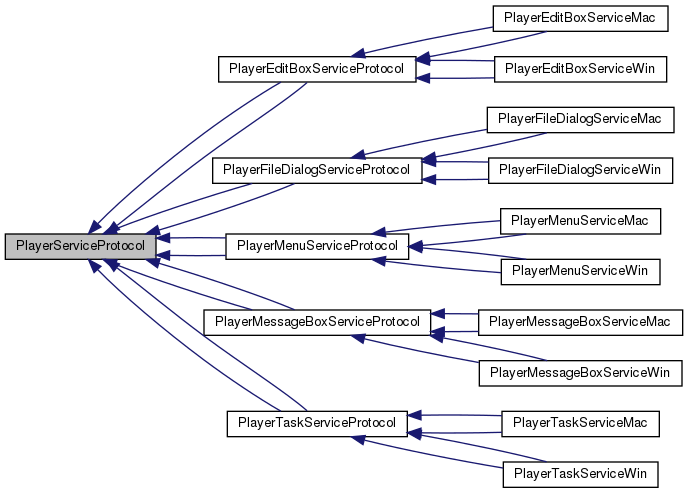 PlayerEditBoxServiceMac
PlayerEditBoxServiceProtocol
PlayerEditBoxServiceWin
PlayerFileDialogServiceMac
PlayerFileDialogServiceProtocol
PlayerFileDialogServiceWin
PlayerMenuServiceMac
PlayerServiceProtocol
PlayerMenuServiceProtocol
PlayerMenuServiceWin
PlayerMessageBoxServiceProtocol
PlayerMessageBoxServiceMac
PlayerMessageBoxServiceWin
PlayerTaskServiceProtocol
PlayerTaskServiceMac
PlayerTaskServiceWin